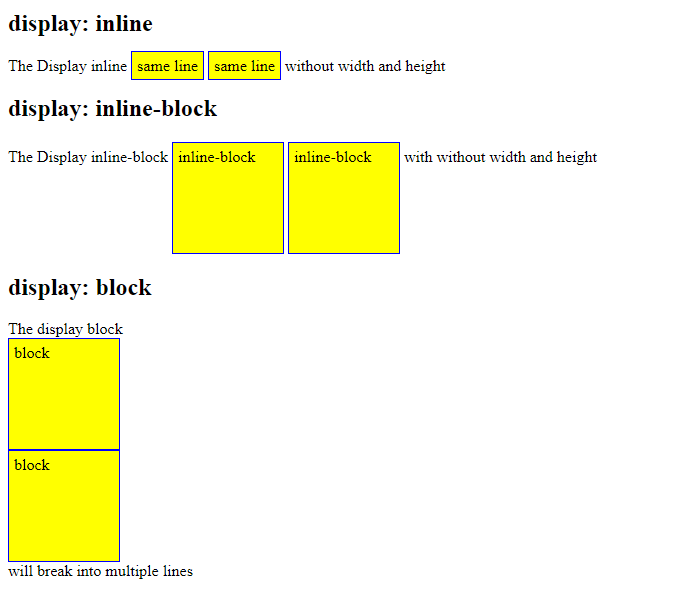 display: inline
The Display inline same line same line without width and height
display: inline-block
The Display inline-block inline-block inline-block with without width and height
display: block
The display block
block
block
will break into multiple lines